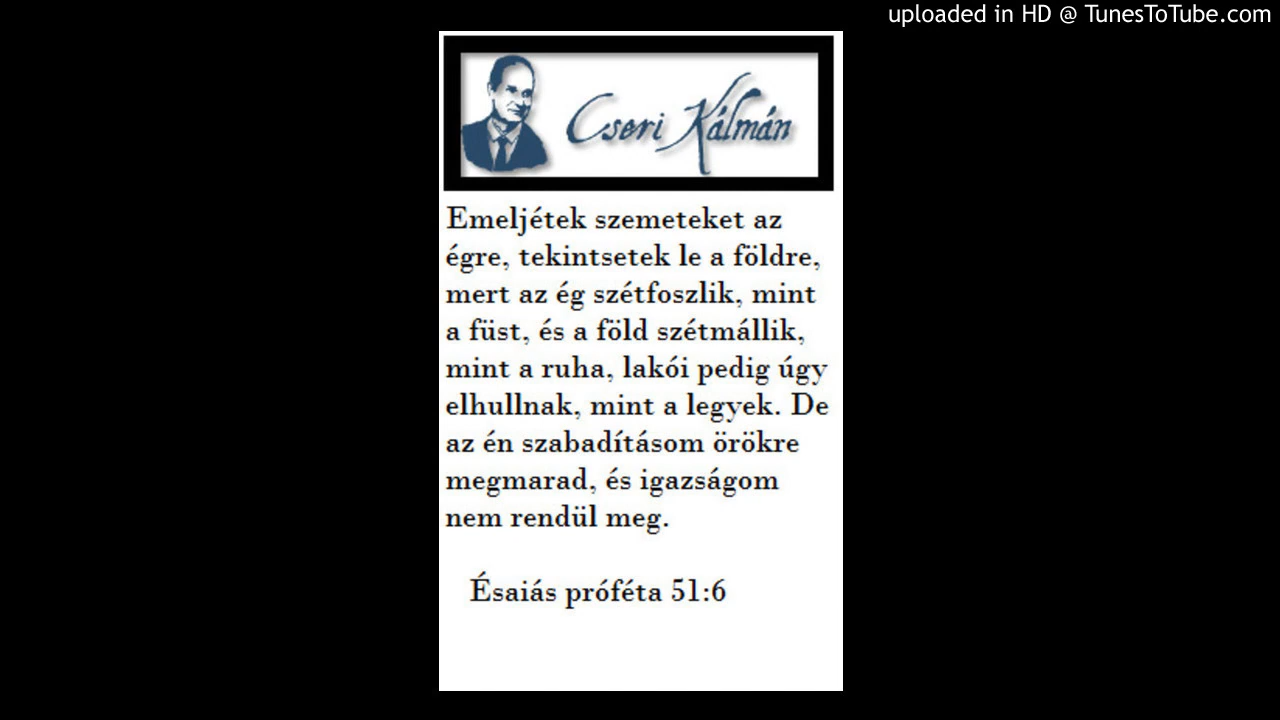 uploaded in HD @ TunesToTube.com
Cseri Kálmán
Emeljétek szemeteket az
égre, tekintsetek le a földre,
mert az ég szétfoszlik, mint
a füst, és a föld szétmállik,
mint a ruha, lakói pedig úgy
elhullnak, mint a legyek. De
az én szabadításom örökre
megmarad, és igazságom
nem rendül meg.
Ésaiás próféta 51:6